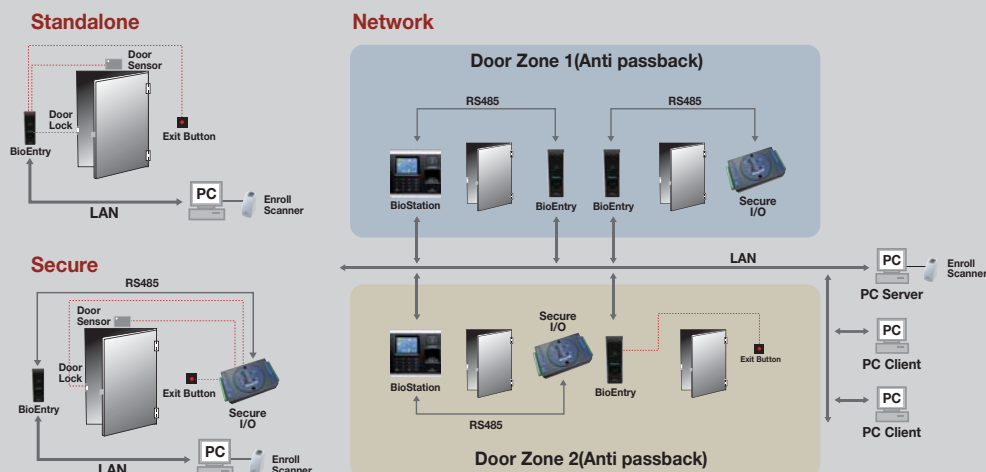 Standalone
Door
Sensor
Door
Lock
Exit Button
BioEntry
PC
Enroll
Scanner
LAN
Secure
RS485
Door
Sensor
Door
Lock
Exit Button
BioEntry
Secure
I/O
PC
Enroll
Scanner
LAN
Network
Door Zone 1(Anti passback)
RS485
RS485
BioStation
BioEntry
BioEntry
Secure
I/O
LAN
PC
Enroll
Scanner
PC Server
Secure
I/O
BioStation
BioEntry
Exit Button
RS485
Door Zone 2(Anti passback)
PC
PC Client
PC
PC Client